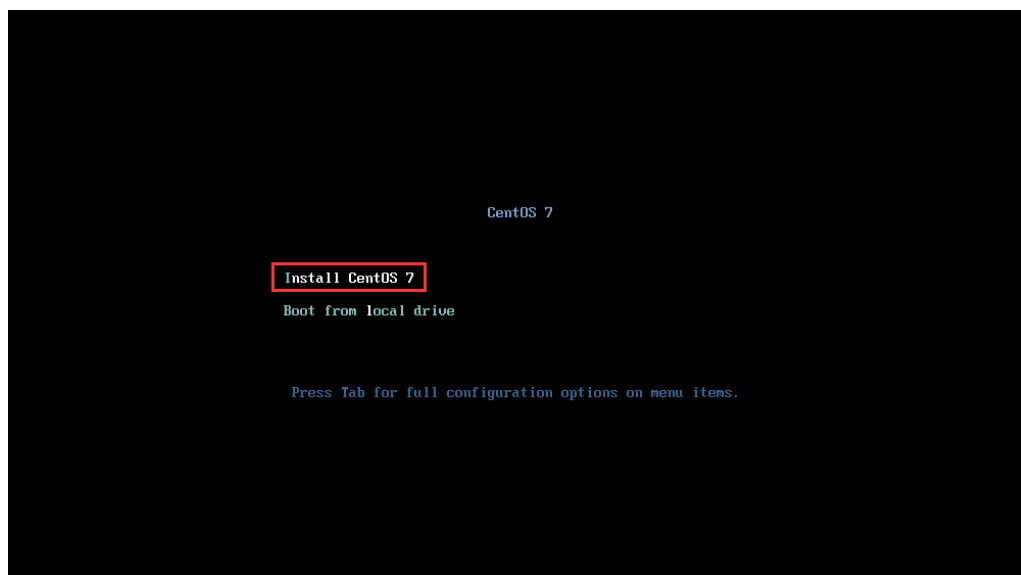 CentOS 7
Install CentOS 7
Boot from local drive
Press Tab for full configuration options on menu items.